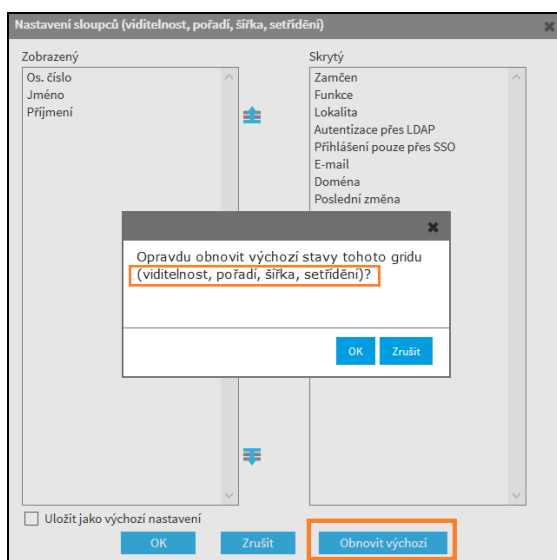 Nastavení sloupců (viditelnost, pořadí, šířka, setřídění)
Zobrazený
Os. číslo
Jméno
Příjmení
Skrytý
Zamčen
Funkce
Lokalita
Autentizace přes LDAP
Přihlášení pouze přes SSO
E-mail
Doména
Poslední změna
Opravdu obnovit výchozí stavy tohoto gridu
(viditelnost, pořadí, šířka, setřídění)?
OK
Zrušit
Uložit jako výchozí nastavení
OK
Zrušit
Obnovit výchozí